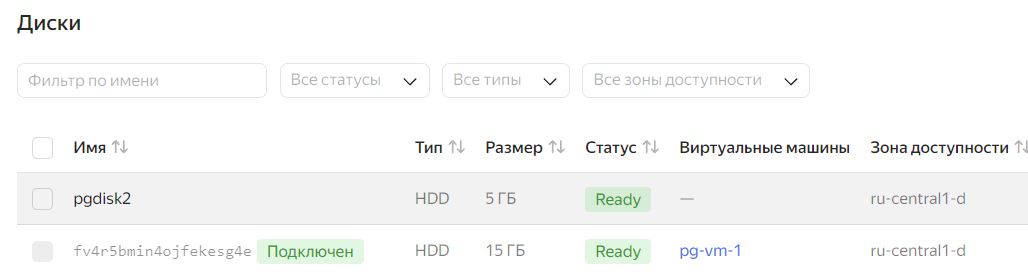 Диски
Фильтр по имени Все статусы Все типы Все зоны доступности
Имя Тип Размер Статус Виртуальные машины Зона доступности
pgdisk2 HDD 5 ГБ Ready — ru-central1-d
fv4r5bmin4ojfekesg4e Подключен HDD 15 ГБ Ready pg-vm-1 ru-central1-d